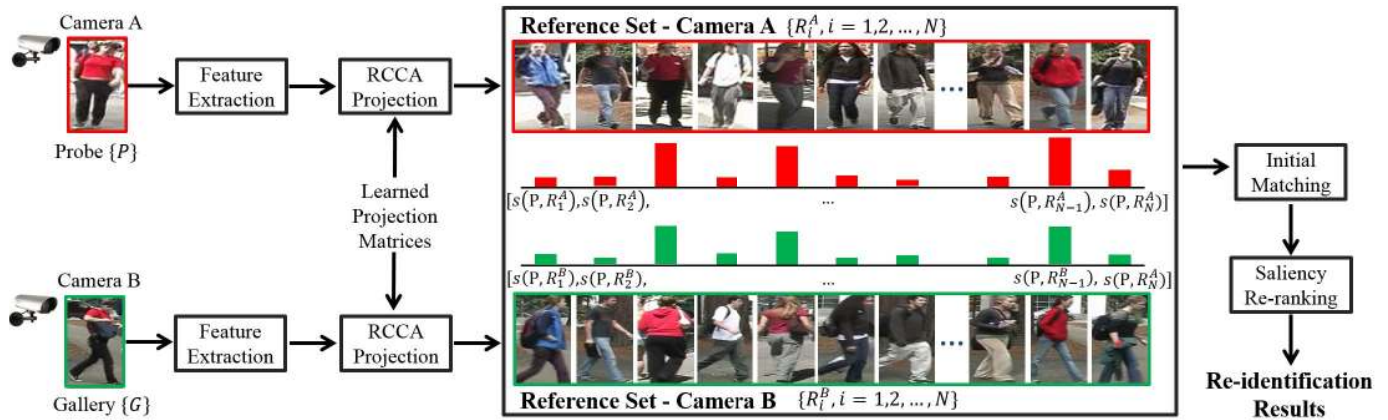 Camera A
Probe {P}
Feature
Extraction
RCCA
Projection
Learned
Projection
Matrices
Reference Set - Camera A {R_i^A, i = 1,2, ..., N}
[s(P, R_1^A), s(P, R_2^A), ... s(P, R_{N-1}^A), s(P, R_N^A)]
[s(P, R_1^B), s(P, R_2^B), ... s(P, R_{N-1}^B), s(P, R_N^A)]
Reference Set - Camera B {R_i^B, i = 1,2, ..., N}
Camera B
Gallery {G}
Feature
Extraction
RCCA
Projection
Initial
Matching
Saliency
Re-ranking
Re-identification
Results